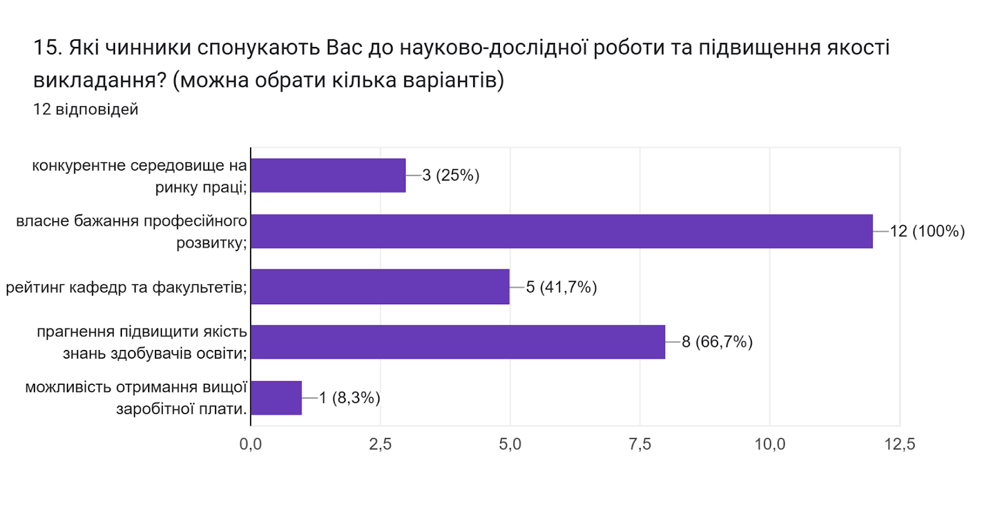 15. Які чинники спонукають Вас до науково-дослідної роботи та підвищення якості
викладання? (можна обрати кілька варіантів)
12 відповідей
конкурентне середовище на
ринку праці;
3 (25%)
власне бажання професійного
розвитку;
12 (100%)
рейтинг кафедр та факультетів;
5 (41,7%)
прагнення підвищити якість
знань здобувачів освіти;
8 (66,7%)
можливість отримання вищої
заробітної плати.
1 (8,3%)
0,0 2,5 5,0 7,5 10,0 12,5